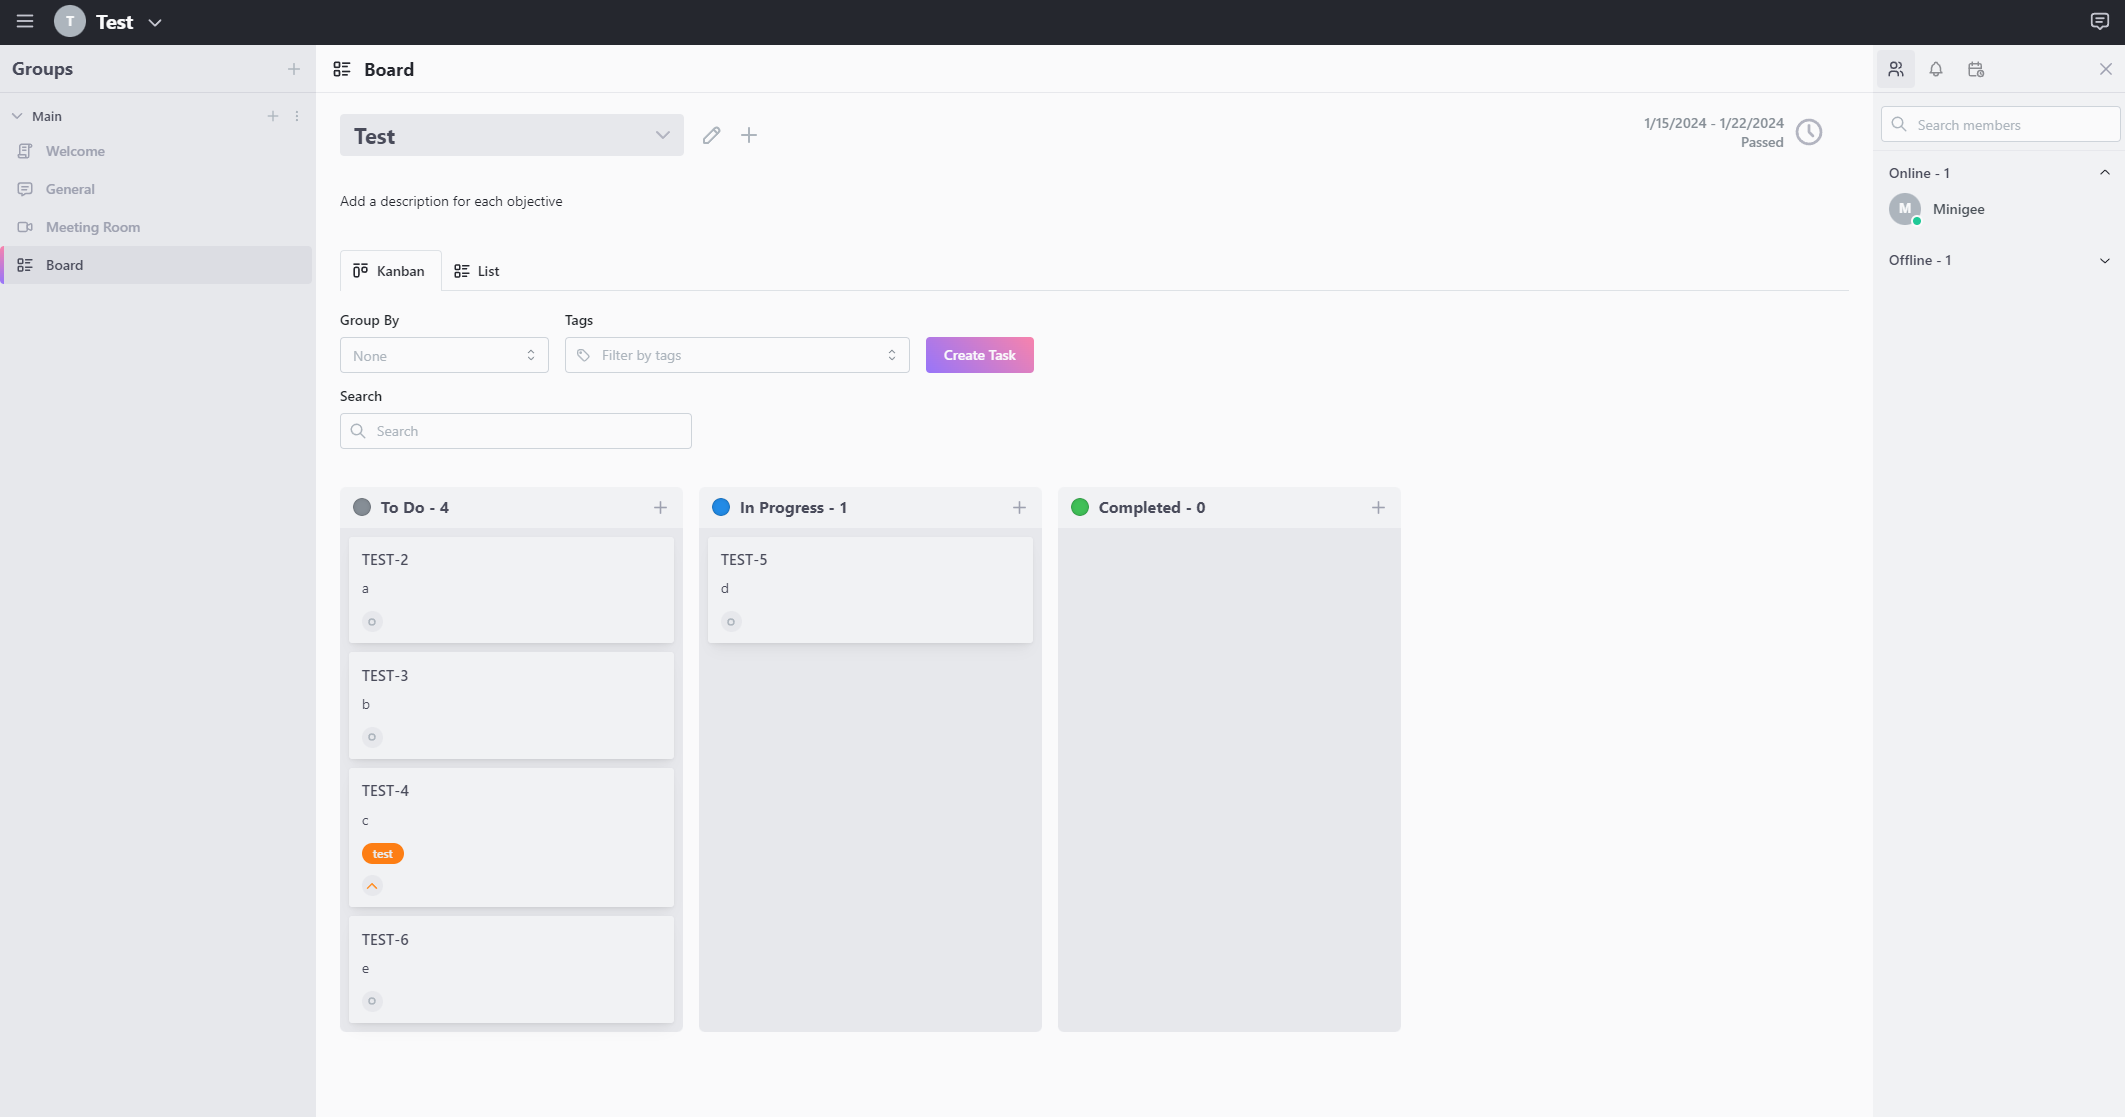 T Test
Groups
Main
Welcome
General
Meeting Room
Board
Board
Test
1/15/2024 - 1/22/2024
Passed
Add a description for each objective
Kanban
List
Group By
Tags
None
Filter by tags
Create Task
Search
Search
To Do - 4
TEST-2
a
TEST-3
b
TEST-4
c
test
TEST-6
e
In Progress - 1
TEST-5
d
Completed - 0
Search members
Online - 1
M Minigee
Offline - 1